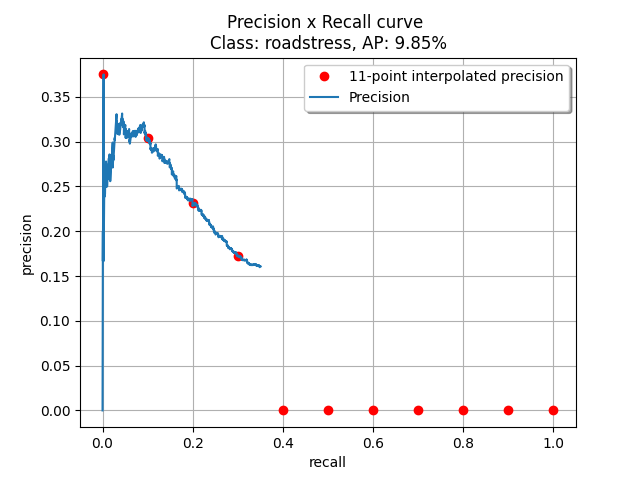 Precision x Recall curve
Class: roadstress, AP: 9.85%
11-point interpolated precision
Precision
precision
0.35
0.30
0.25
0.20
0.15
0.10
0.05
0.00
0.0 0.2 0.4 0.6 0.8 1.0
recall